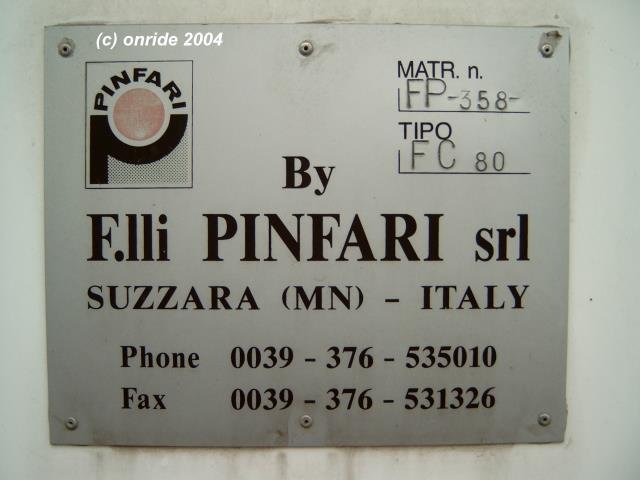 (c) onride 2004
PINFARI
MATR. n.
FP-358-
TIPO
FC 80
By
F.lli PINFARI srl
SUZZARA (MN) - ITALY
Phone 0039 - 376 - 535010
Fax 0039 - 376 - 531326